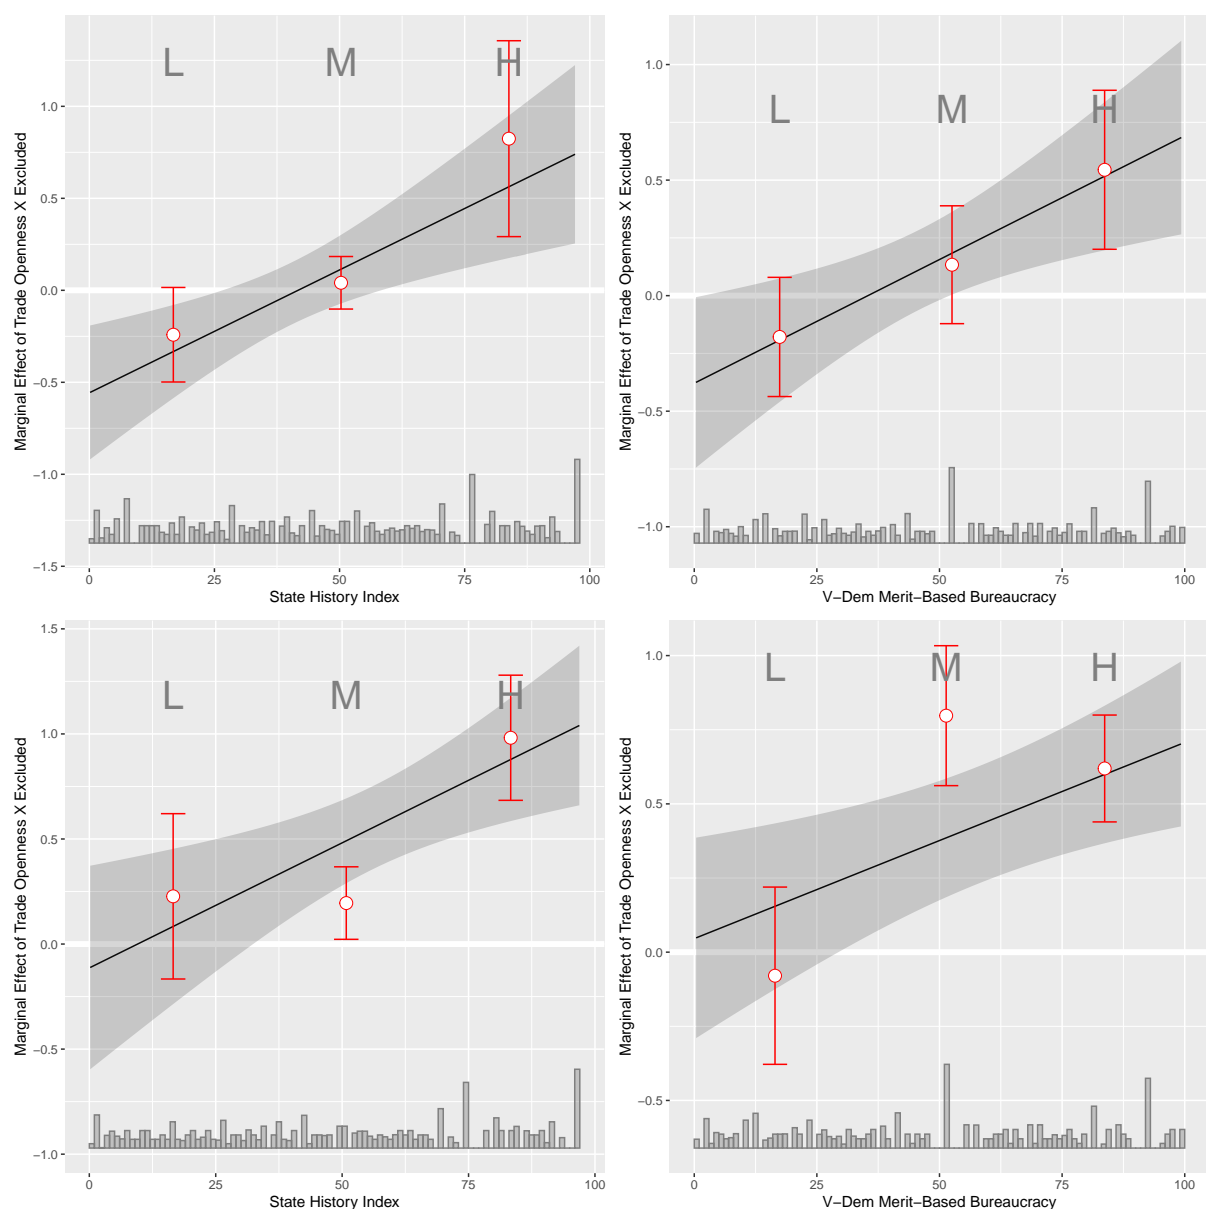 L M H
Marginal Effect of Trade Openness X Excluded
1.0
0.5
0.0
−0.5
−1.0
−1.5
0 25 50 75 100
State History Index
L M H
Marginal Effect of Trade Openness X Excluded
1.0
0.5
0.0
−0.5
−1.0
0 25 50 75 100
V−Dem Merit−Based Bureaucracy
L M H
Marginal Effect of Trade Openness X Excluded
1.5
1.0
0.5
0.0
−0.5
−1.0
0 25 50 75 100
State History Index
L M H
Marginal Effect of Trade Openness X Excluded
1.0
0.5
0.0
−0.5
0 25 50 75 100
V−Dem Merit−Based Bureaucracy